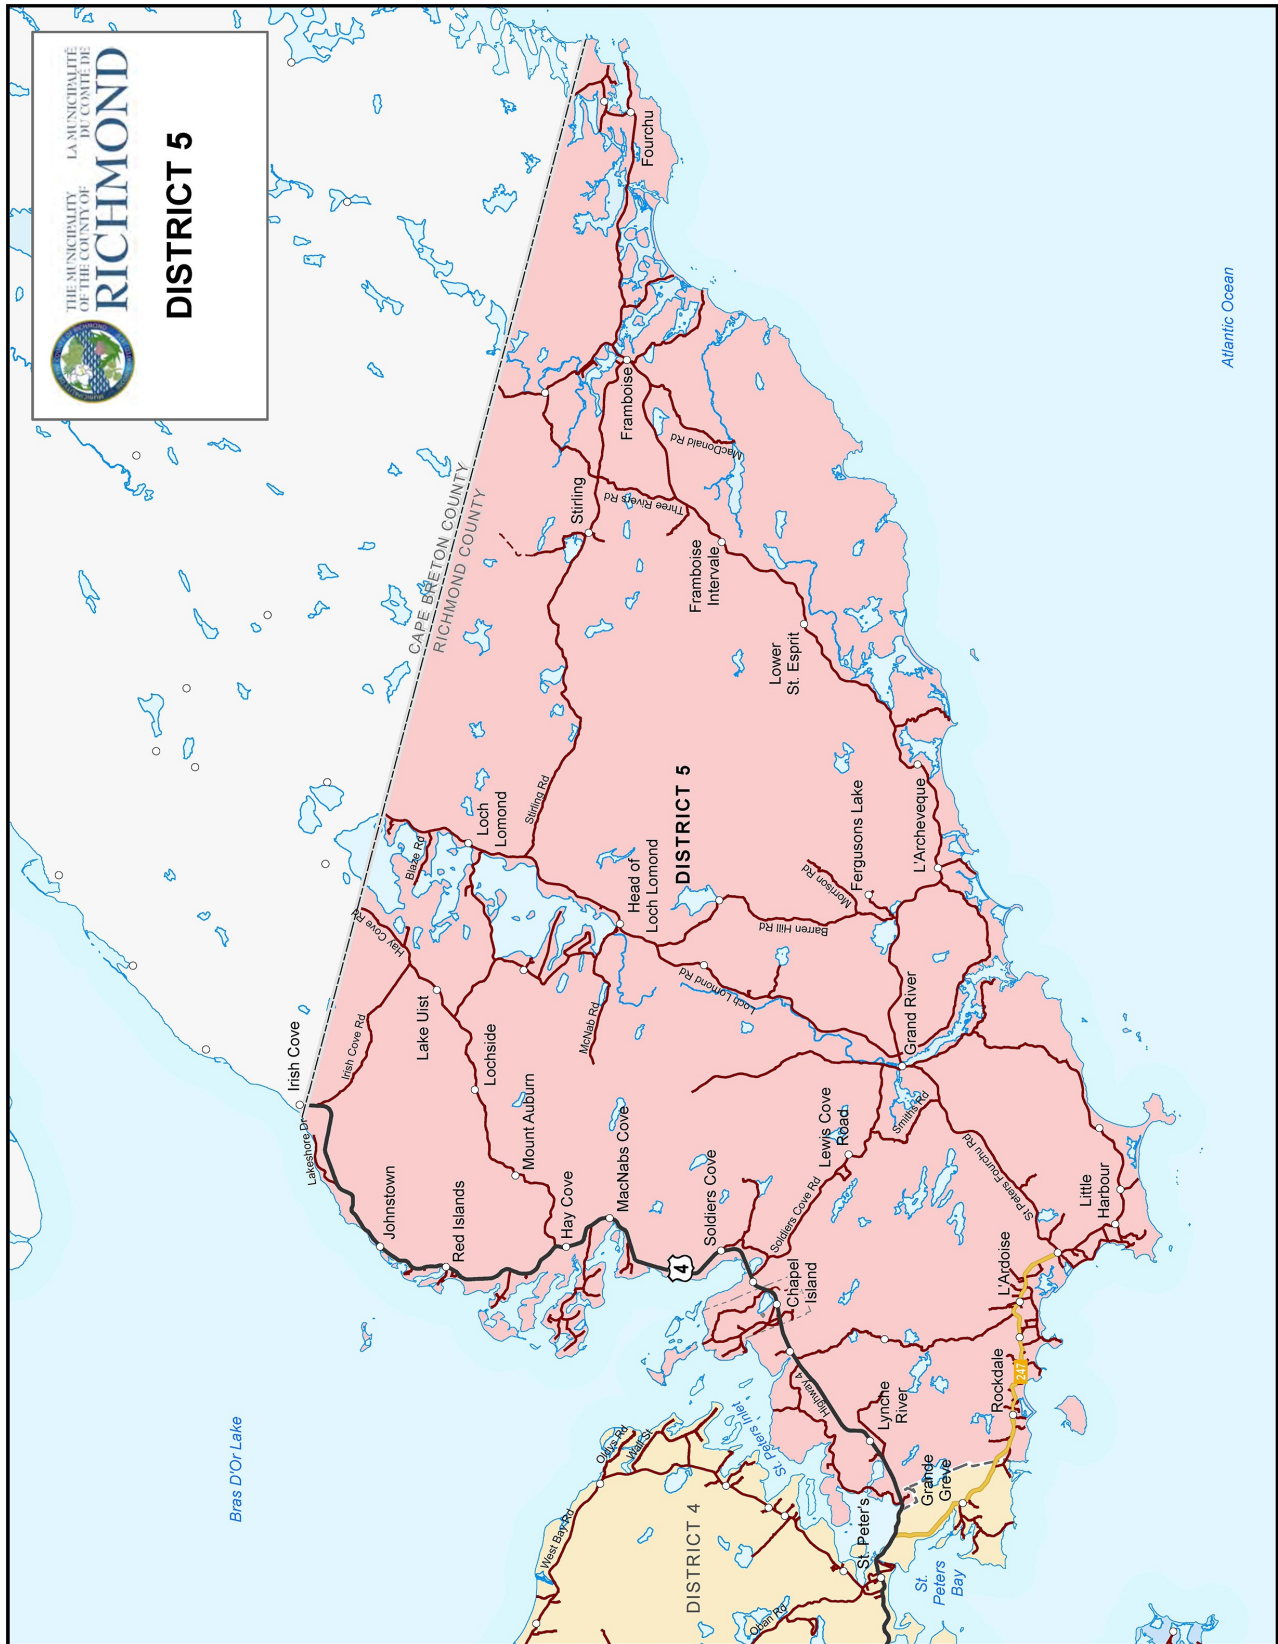 THE MUNICIPALITY
OF THE COUNTY OF
LA MUNICIPALITÉ
DU COMTÉ DE
RICHMOND
DISTRICT 5
CAPE BRETON COUNTY
RICHMOND COUNTY
Fourchu
Framboise
MacDonald Rd
Three Rivers Rd
Stirling
Framboise
Intervale
Lower
St. Esprit
Atlantic Ocean
Stirling Rd
Loch
Lomond
Blaze Rd
Hay Cove Rd
Head of
Loch Lomond
DISTRICT 5
Morrison Rd
Fergusons Lake
L'Archeveque
Barren Hill Rd
Loch Lomond Rd
McNab Rd
Grand River
Irish Cove
Irish Cove Rd
Lake Uist
Lochside
Lakeshore Dr
Mount Auburn
MacNabs Cove
Lewis Cove
Road
Smiths Rd
St Peters Fourchu Rd
Johnstown
Red Islands
Hay Cove
Soldiers Cove
Soldiers Cove Rd
Little
Harbour
4
Chapel
Island
L'Ardoise
Highway 4
Lynche
River
Rockdale
247
Bras D'Or Lake
St. Peters Inlet
Oldys Rd
Wall St
Grande
Greve
West Bay Rd
DISTRICT 4
St. Peter's
St.
Peters
Bay
Oban Rd